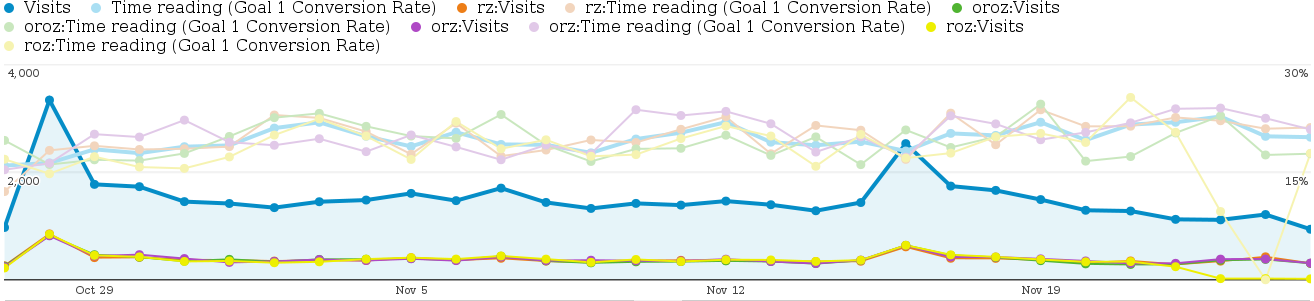 Visits Time reading (Goal 1 Conversion Rate) rz:Visits rz:Time reading (Goal 1 Conversion Rate) oroz:Visits
oroz:Time reading (Goal 1 Conversion Rate) orz:Visits orz:Time reading (Goal 1 Conversion Rate) roz:Visits
roz:Time reading (Goal 1 Conversion Rate)
4,000 30%
2,000 15%
Oct 29 Nov 5 Nov 12 Nov 19